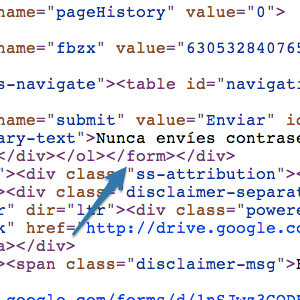 name="pageHistory" value="0">
name="fbzx" value="630532840765
s-navigate"><table id="navigati
name="submit" value="Enviar" id
ary-text">Nunca envíes contrase
</div></ol></form></div>
"><div class="ss-attribution">
"><div class="disclaimer-separat
r" dir="ltr"><div class="powere
k" href="http://drive.google.co
a></div>
><span class="disclaimer-msg">
.google.com/forms/d/1nSJwz3CODV